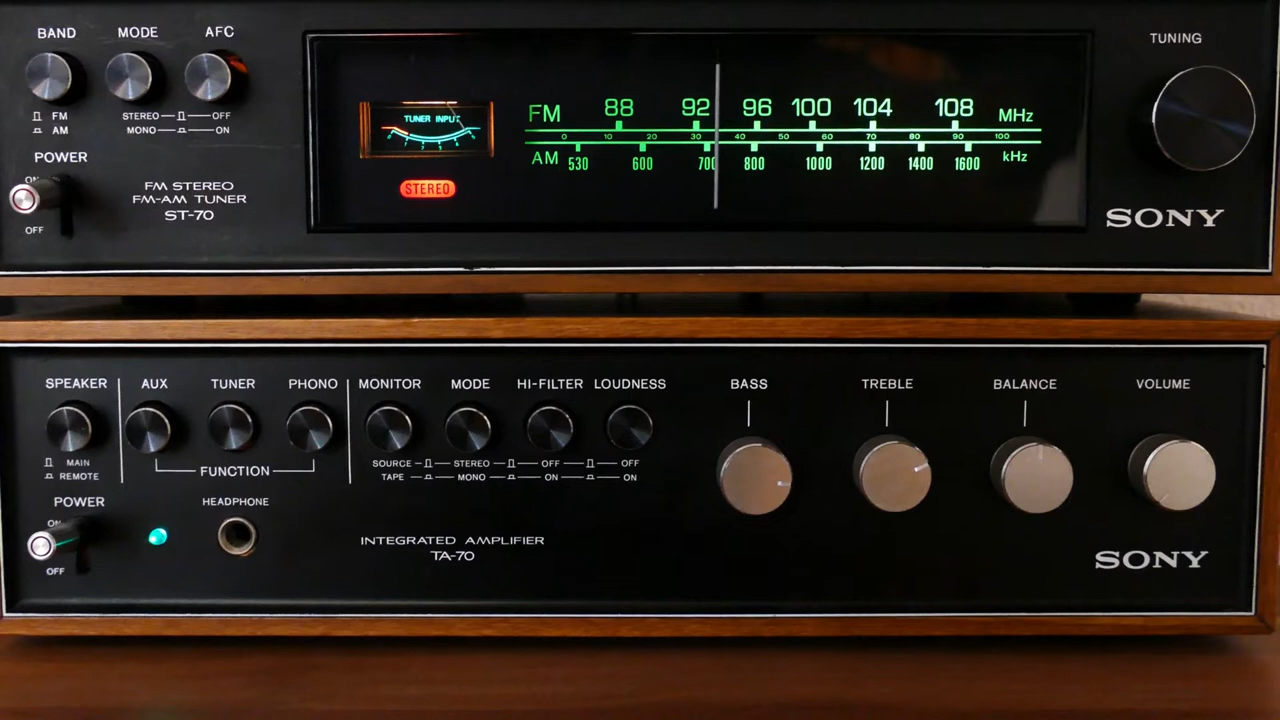 BAND MODE AFC TUNING
FM STEREO OFF
AM MONO ON
POWER
ON
OFF
FM STEREO
FM-AM TUNER
ST-70
TUNER INPUT
STEREO
FM 88 92 96 100 104 108 MHz
0 10 20 30 40 50 60 70 80 90 100
AM 530 600 700 800 1000 1200 1400 1600 kHz
SONY
SPEAKER AUX TUNER PHONO MONITOR MODE HI-FILTER LOUDNESS BASS TREBLE BALANCE VOLUME
MAIN SOURCE STEREO OFF OFF
REMOTE FUNCTION TAPE MONO ON ON
POWER HEADPHONE
ON
OFF
INTEGRATED AMPLIFIER
TA-70
SONY